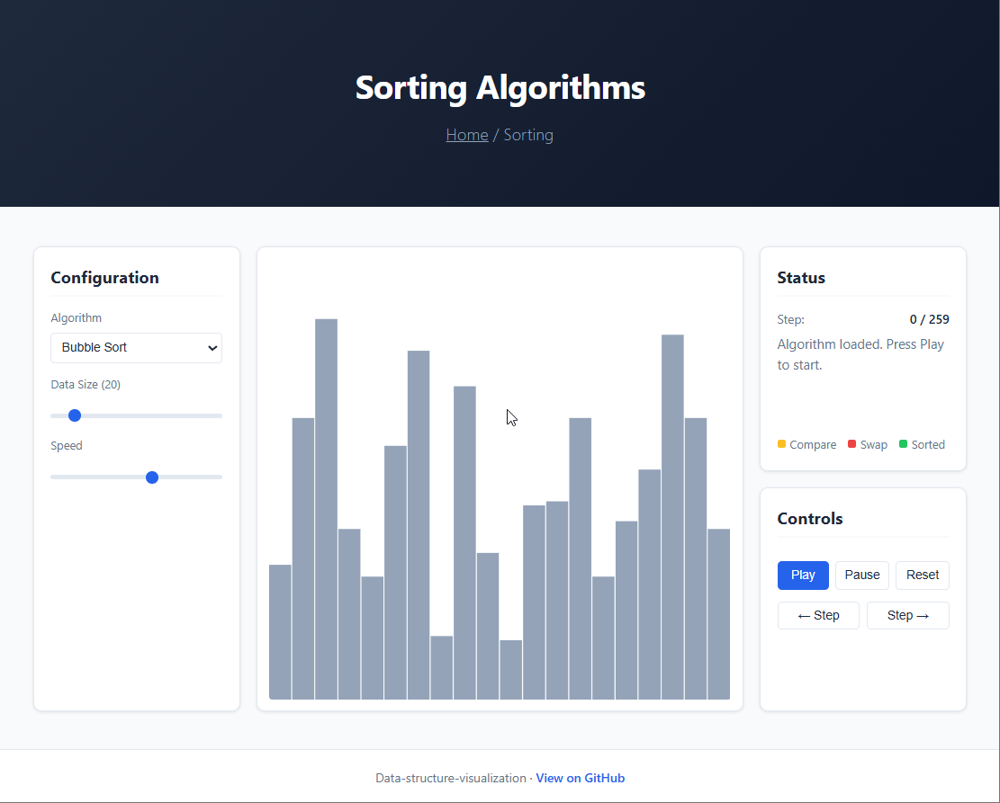 Sorting Algorithms
Home / Sorting
Configuration
Algorithm
Bubble Sort
Data Size (20)
Speed
Status
Step: 0 / 259
Algorithm loaded. Press Play
to start.
Compare Swap Sorted
Controls
Play Pause Reset
← Step Step →
Data-structure-visualization · View on GitHub